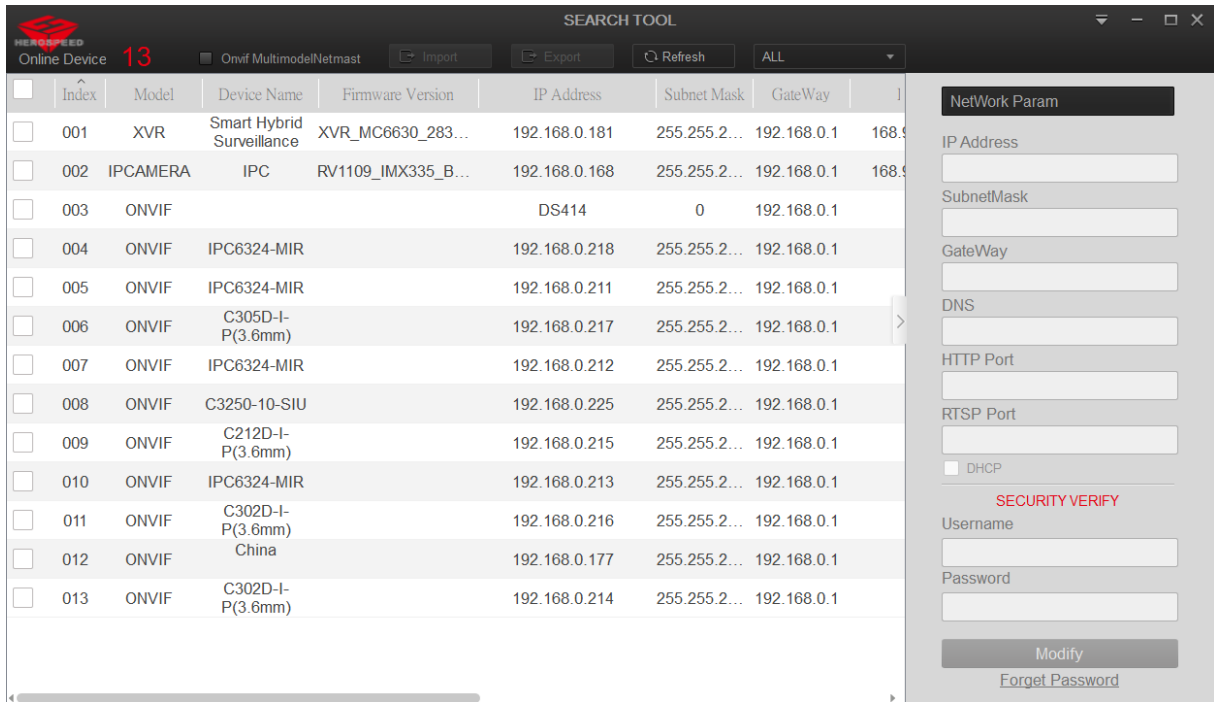 SEARCH TOOL
HEROSPEED
Online Device 13 Onvif MultimodelNetmast Import Export Refresh ALL
Index Model Device Name Firmware Version IP Address Subnet Mask GateWay
001 XVR Smart Hybrid Surveillance XVR_MC6630_283... 192.168.0.181 255.255.2... 192.168.0.1 168.9
002 IPCAMERA IPC RV1109_IMX335_B... 192.168.0.168 255.255.2... 192.168.0.1 168.9
003 ONVIF DS414 0 192.168.0.1
004 ONVIF IPC6324-MIR 192.168.0.218 255.255.2... 192.168.0.1
005 ONVIF IPC6324-MIR 192.168.0.211 255.255.2... 192.168.0.1
006 ONVIF C305D-I-P(3.6mm) 192.168.0.217 255.255.2... 192.168.0.1
007 ONVIF IPC6324-MIR 192.168.0.212 255.255.2... 192.168.0.1
008 ONVIF C3250-10-SIU 192.168.0.225 255.255.2... 192.168.0.1
009 ONVIF C212D-I-P(3.6mm) 192.168.0.215 255.255.2... 192.168.0.1
010 ONVIF IPC6324-MIR 192.168.0.213 255.255.2... 192.168.0.1
011 ONVIF C302D-I-P(3.6mm) 192.168.0.216 255.255.2... 192.168.0.1
012 ONVIF China 192.168.0.177 255.255.2... 192.168.0.1
013 ONVIF C302D-I-P(3.6mm) 192.168.0.214 255.255.2... 192.168.0.1
NetWork Param
IP Address
SubnetMask
GateWay
DNS
HTTP Port
RTSP Port
DHCP
SECURITY VERIFY
Username
Password
Modify
Forget Password